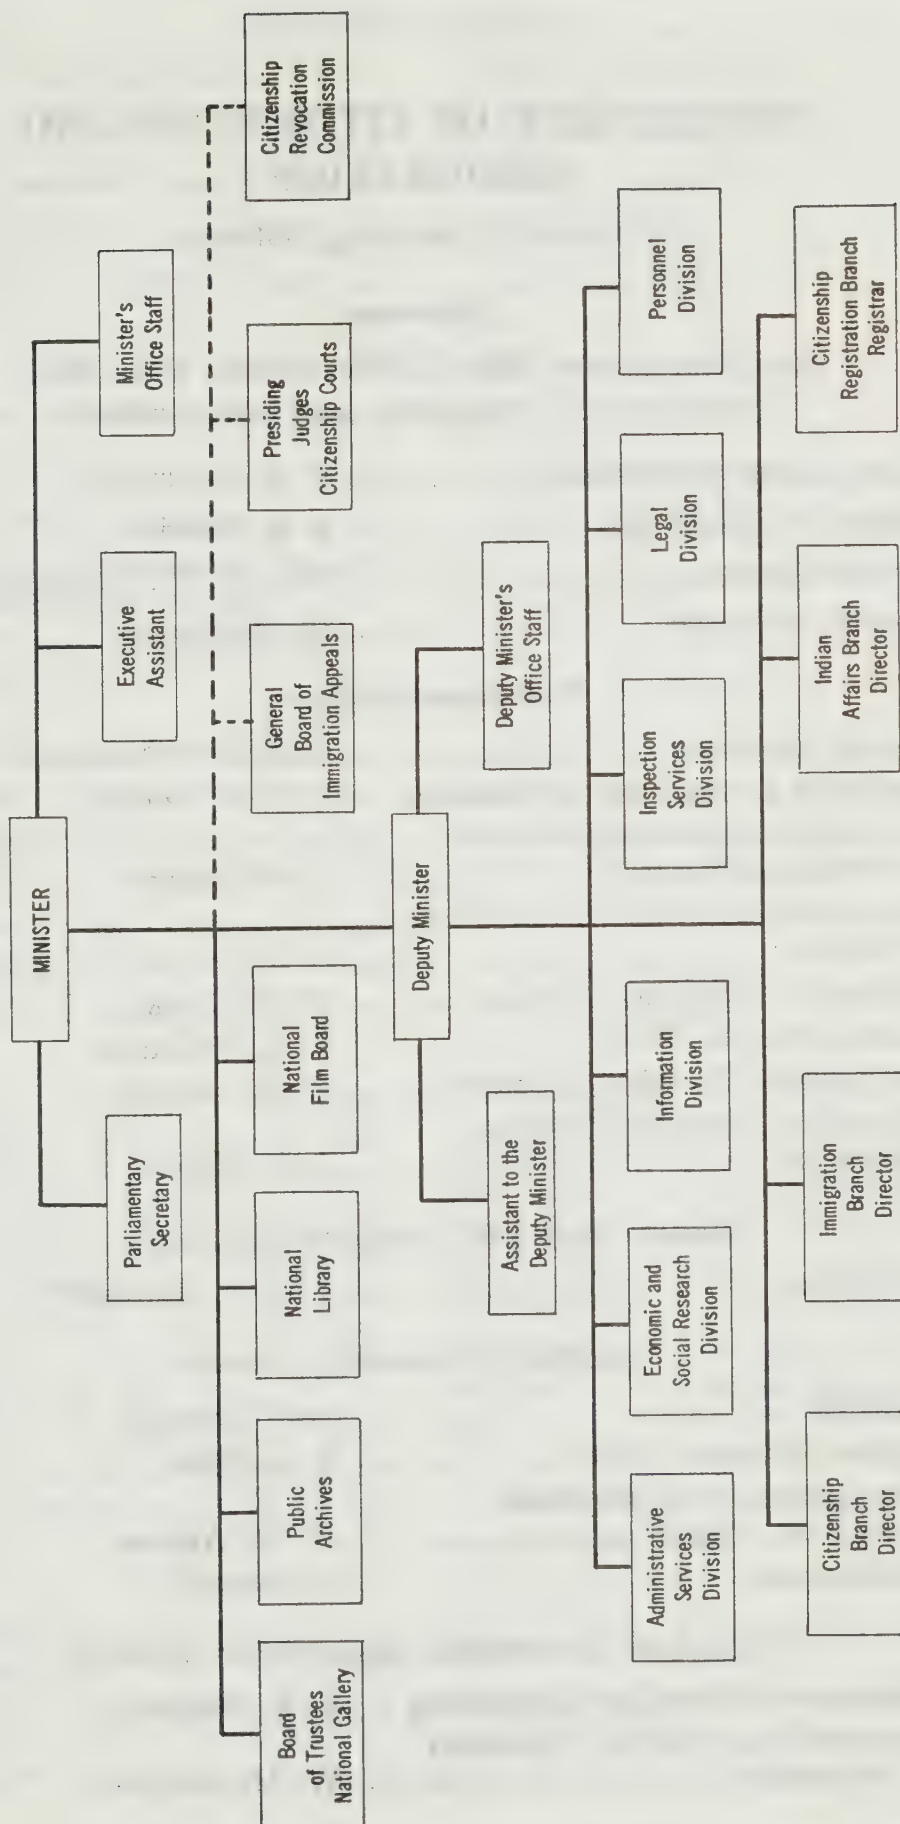 MINISTER
Parliamentary
Secretary
Executive
Assistant
Minister's
Office Staff
Board
of Trustees
National Gallery
Public
Archives
National
Library
National
Film Board
General
Board of
Immigration Appeals
Presiding
Judges
Citizenship Courts
Citizenship
Revocation
Commission
Deputy Minister
Assistant to the
Deputy Minister
Deputy Minister's
Office Staff
Administrative
Services
Division
Economic and
Social Research
Division
Information
Division
Inspection
Services
Division
Legal
Division
Personnel
Division
Citizenship
Branch
Director
Immigration
Branch
Director
Indian
Affairs Branch
Director
Citizenship
Registration Branch
Registrar